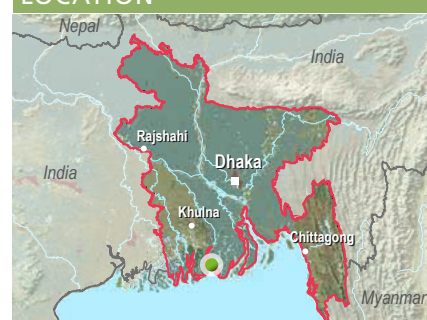 LOCATION
Nepal
India
Rajshahi
Dhaka
India
Khulna
Chittagong
Myanmar